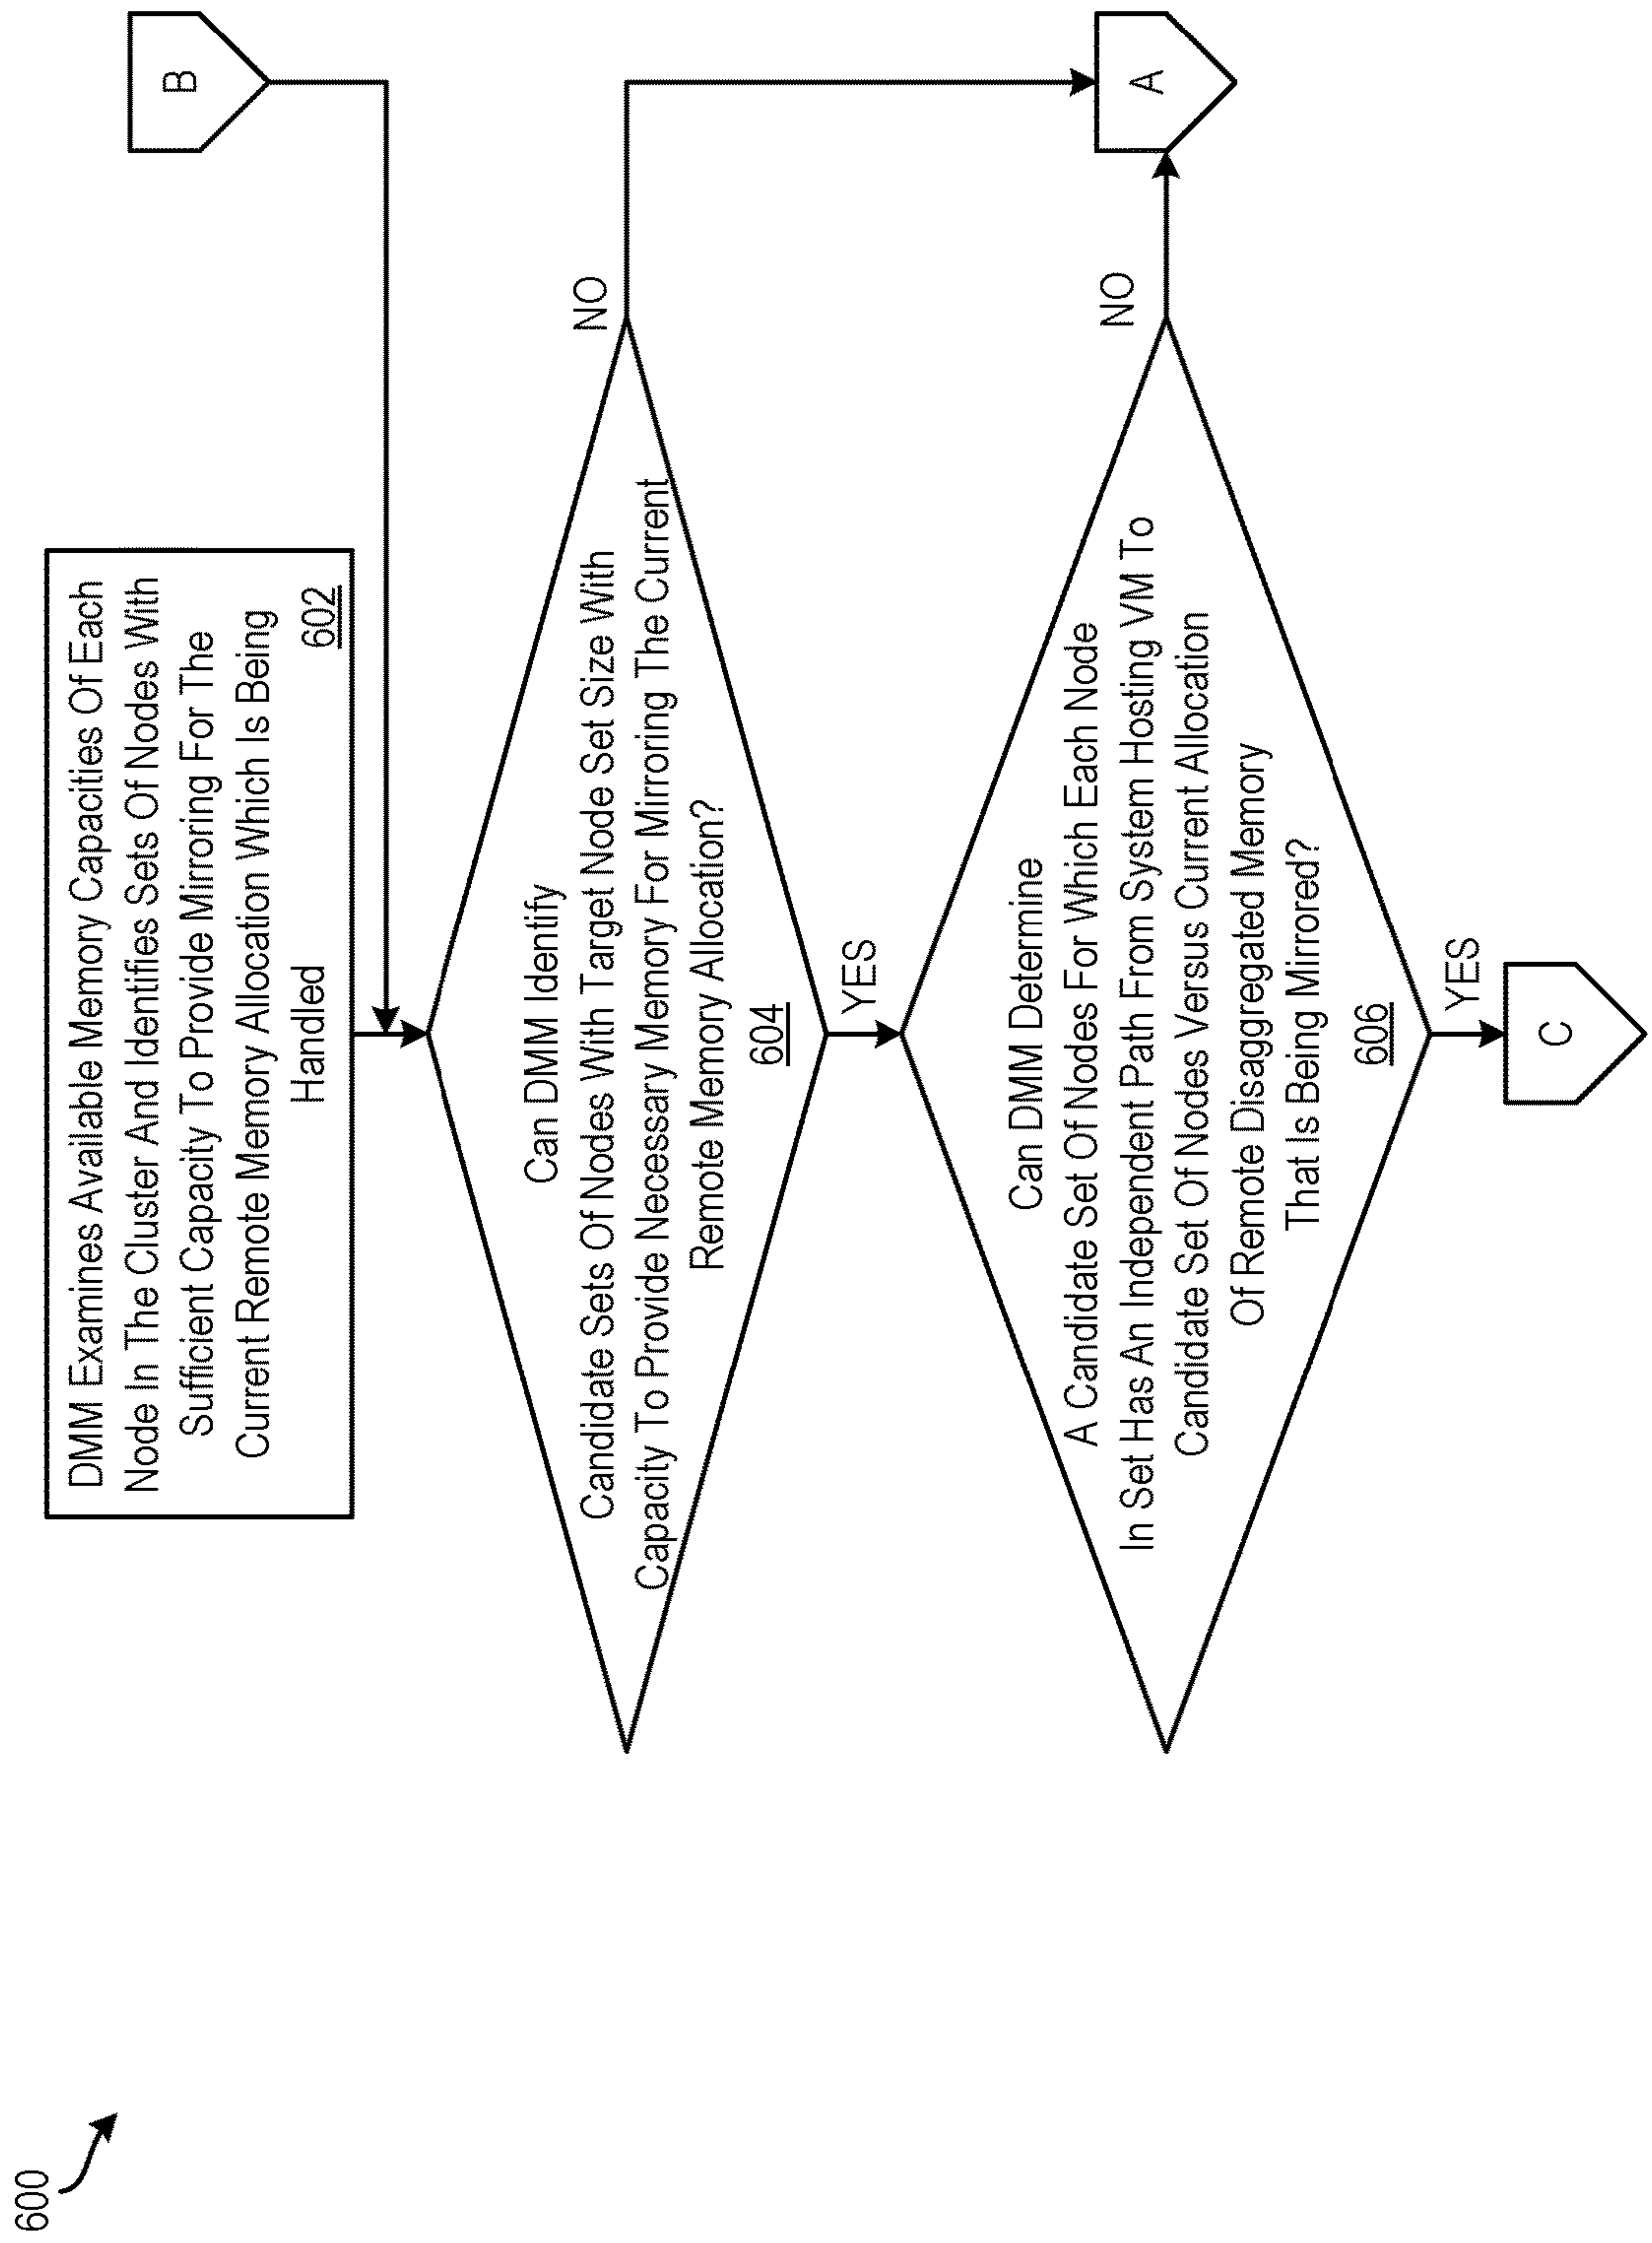 600
DMM Examines Available Memory Capacities Of Each
Node In The Cluster And Identifies Sets Of Nodes With
Sufficient Capacity To Provide Mirroring For The
Current Remote Memory Allocation Which Is Being
Handled
602
B
Can DMM Identify
Candidate Sets Of Nodes With Target Node Set Size With
Capacity To Provide Necessary Memory For Mirroring The Current
Remote Memory Allocation?
604
NO
YES
Can DMM Determine
A Candidate Set Of Nodes For Which Each Node
In Set Has An Independent Path From System Hosting VM To
Candidate Set Of Nodes Versus Current Allocation
Of Remote Disaggregated Memory
That Is Being Mirrored?
606
NO
A
YES
C